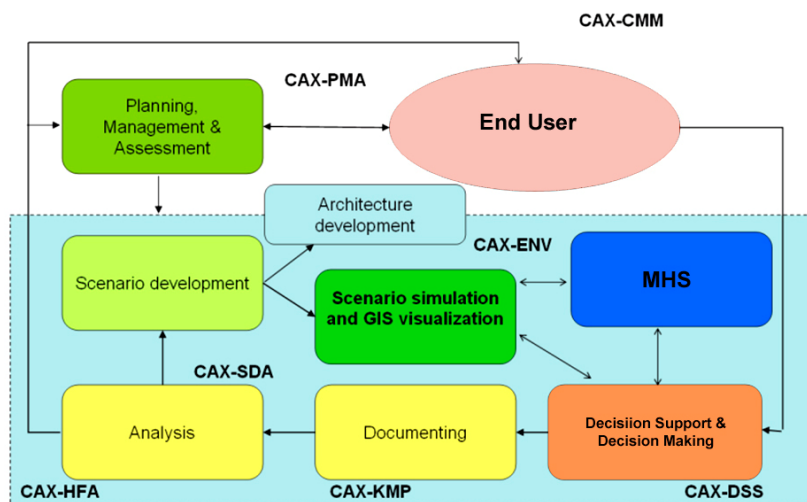 CAX-CMM
CAX-PMA
Planning,
Management &
Assessment
End User
Architecture
development
CAX-ENV
Scenario development
Scenario simulation
and GIS visualization
MHS
CAX-SDA
Analysis
Documenting
Decisiion Support &
Decision Making
CAX-HFA
CAX-KMP
CAX-DSS